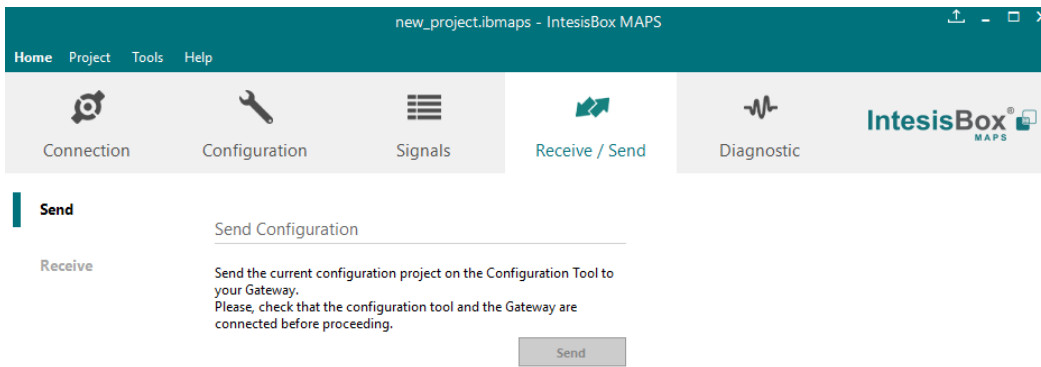 new_project.ibmaps - IntesisBox MAPS
Home Project Tools Help
Connection Configuration Signals Receive / Send Diagnostic
IntesisBox®
MAPS
Send
Send Configuration
Receive
Send the current configuration project on the Configuration Tool to
your Gateway.
Please, check that the configuration tool and the Gateway are
connected before proceeding.
Send